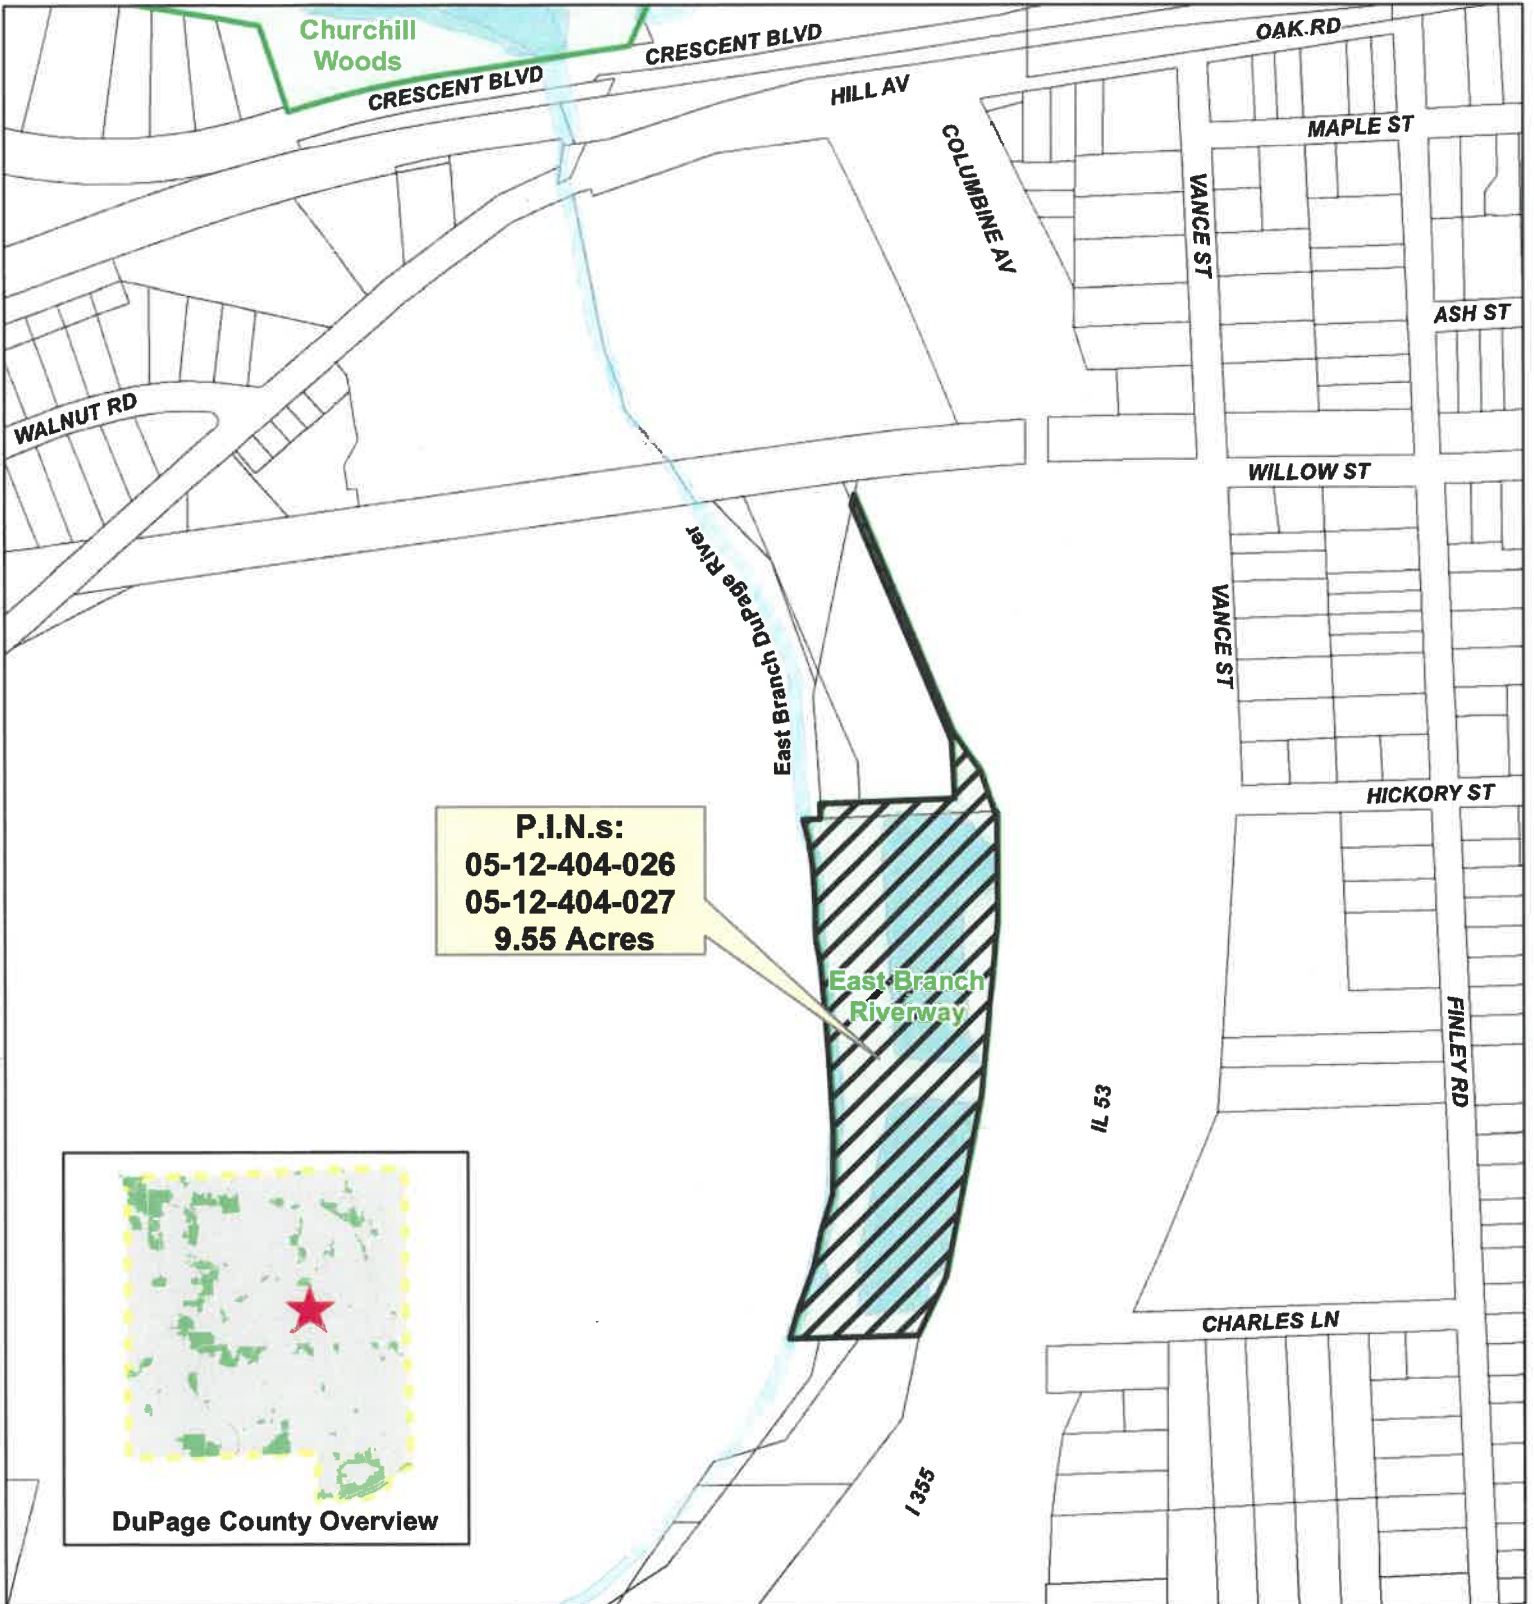 Churchill
Woods
CRESCENT BLVD
CRESCENT BLVD
OAK RD
HILL AV
MAPLE ST
COLUMBINE AV
VANCE ST
ASH ST
WALNUT RD
WILLOW ST
East Branch DuPage River
VANCE ST
HICKORY ST
P.I.N.s:
05-12-404-026
05-12-404-027
9.55 Acres
East Branch
Riverway
FINLEY RD
IL 53
CHARLES LN
I 355
DuPage County Overview